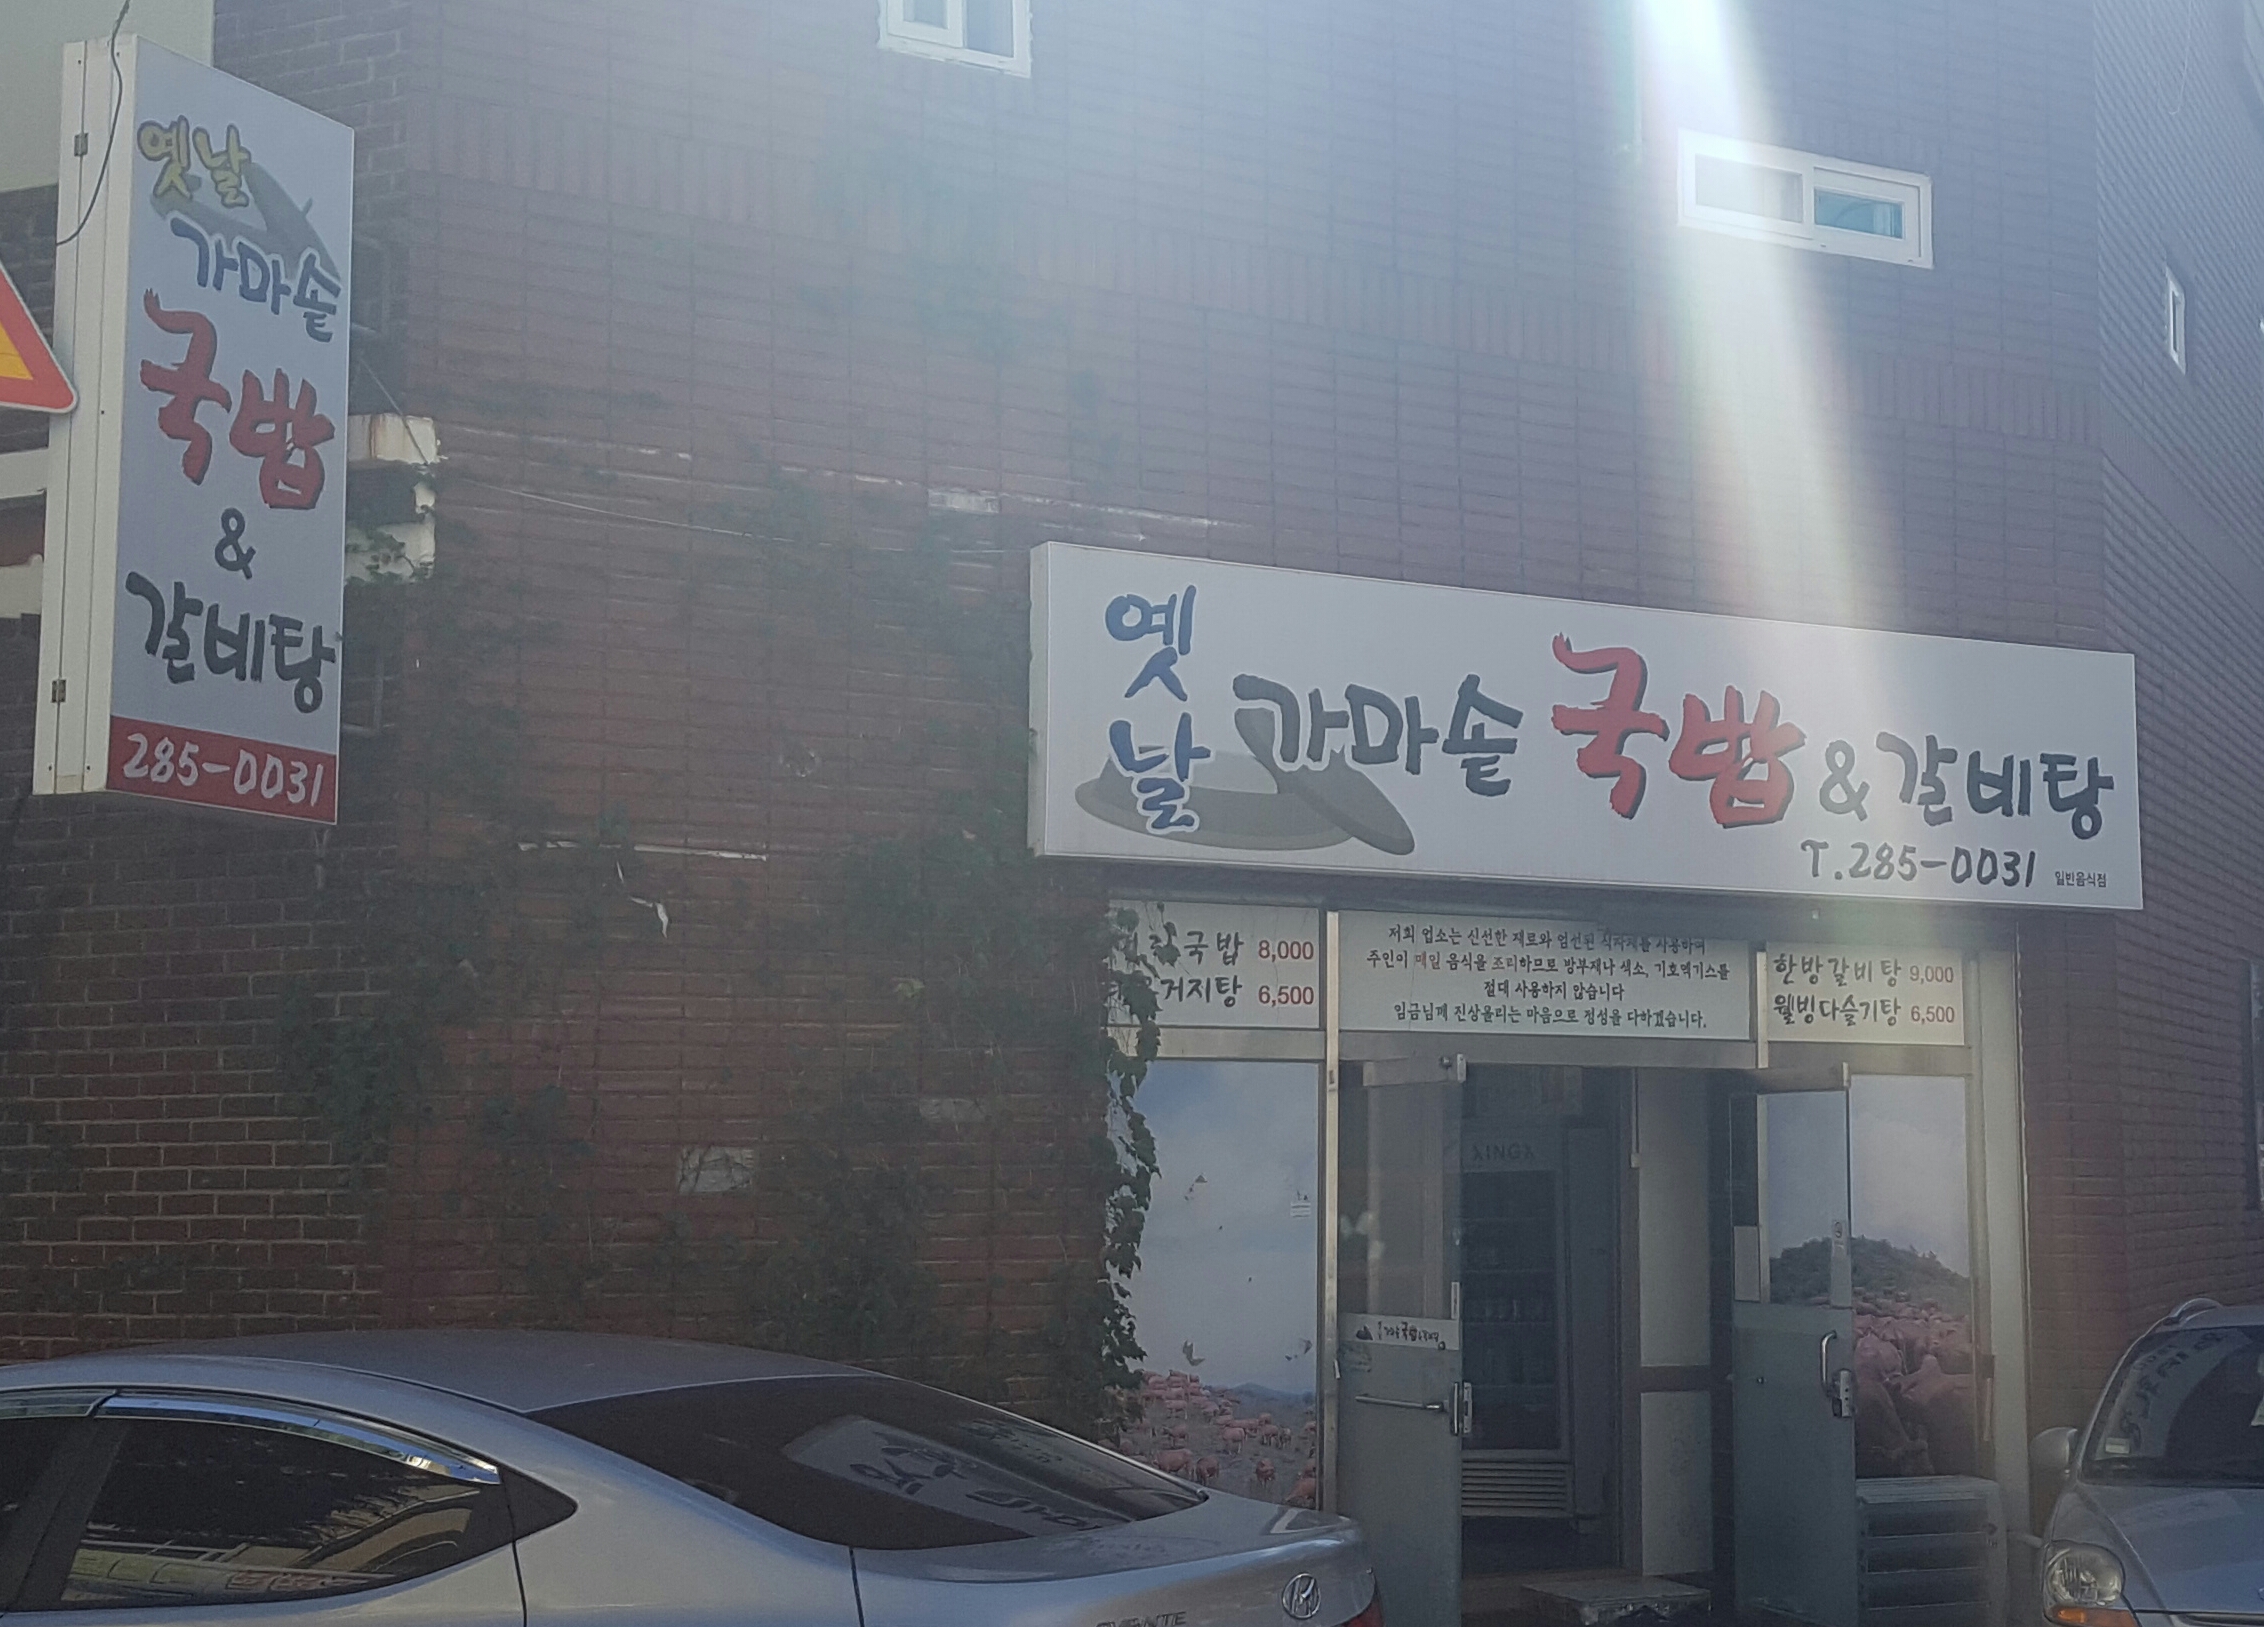 옛날
가마솥
국밥
&
갈비탕
285-0031
옛날 가마솥 국밥 & 갈비탕
T.285-0031 일반음식점
국밥 8,000
거지탕 6,500
저희 업소는 신선한 재료와 엄선된 식자재를 사용하여
주인이 매일 음식을 조리하므로 방부제나 색소, 기호엑기스를
절대 사용하지 않습니다
임금님께 진상올리는 마음으로 정성을 다하겠습니다.
한방갈비탕 9,000
웰빙다슬기탕 6,500